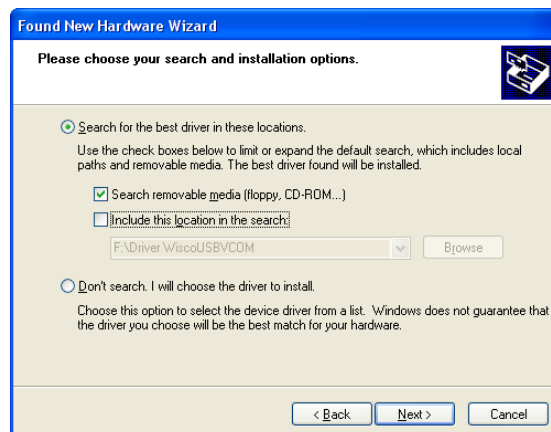 Found New Hardware Wizard
Please choose your search and installation options.
Search for the best driver in these locations.
Use the check boxes below to limit or expand the default search, which includes local
paths and removable media. The best driver found will be installed.
Search removable media (floppy, CD-ROM...)
Include this location in the search:
F:\Driver WiscoUSBVCOM
Browse
Don't search. I will choose the driver to install.
Choose this option to select the device driver from a list. Windows does not guarantee that
the driver you choose will be the best match for your hardware.
< Back
Next >
Cancel